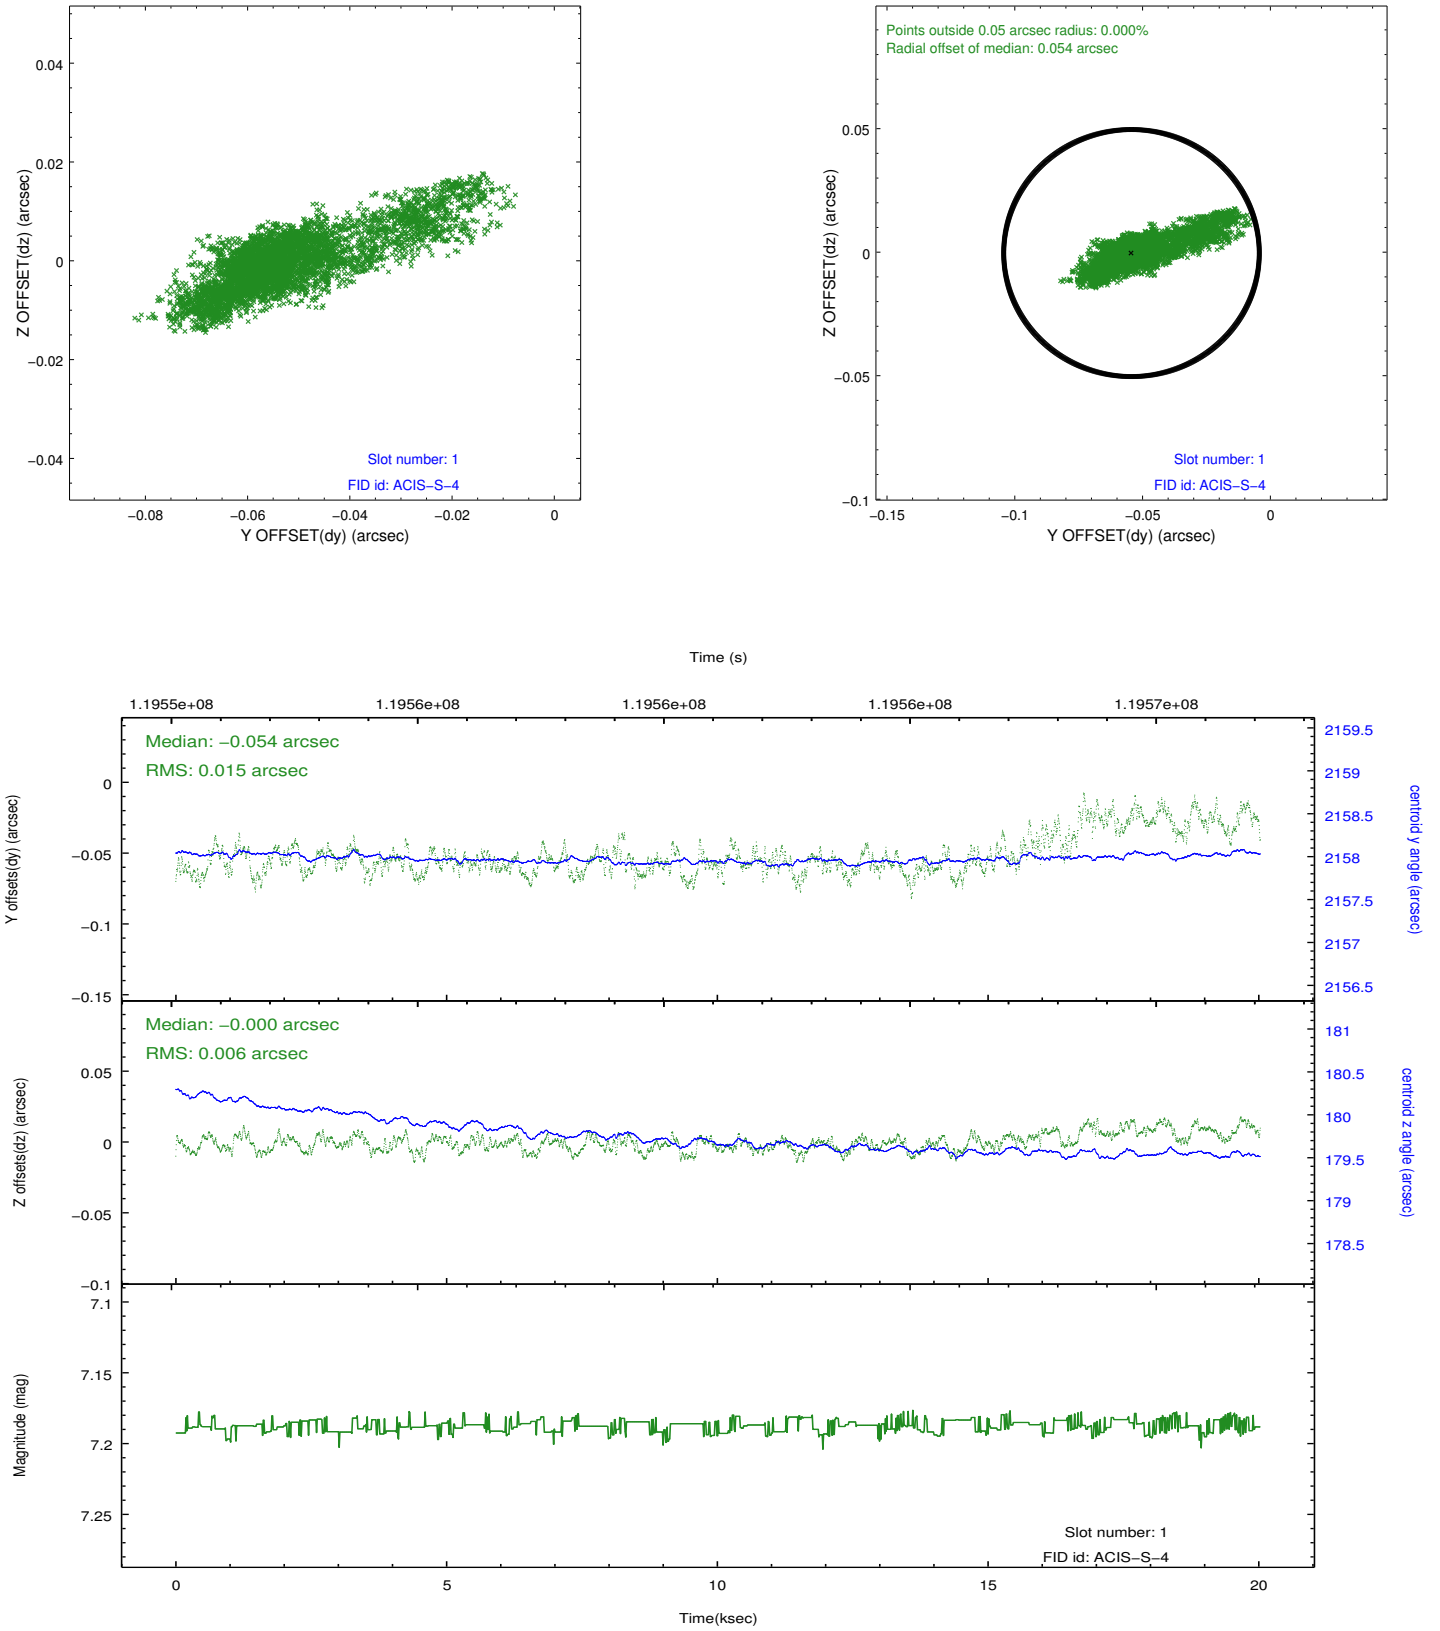 0.04
0.02
0
−0.02
−0.04
Z OFFSET(dz) (arcsec)
Slot number: 1
FID id: ACIS−S−4
−0.08
−0.06
−0.04
−0.02
0
Y OFFSET(dy) (arcsec)
Points outside 0.05 arcsec radius: 0.000%
Radial offset of median: 0.054 arcsec
0.05
0
−0.05
−0.1
Z OFFSET(dz) (arcsec)
Slot number: 1
FID id: ACIS−S−4
−0.15
−0.1
−0.05
0
Y OFFSET(dy) (arcsec)
Time (s)
1.1955e+08
1.1956e+08
1.1956e+08
1.1956e+08
1.1957e+08
Median: −0.054 arcsec
RMS: 0.015 arcsec
0
−0.05
−0.1
−0.15
Y offsets(dy) (arcsec)
2159.5
2159
2158.5
2158
2157.5
2157
2156.5
centroid y angle (arcsec)
Median: −0.000 arcsec
RMS: 0.006 arcsec
0.05
0
−0.05
−0.1
Z offsets(dz) (arcsec)
181
180.5
180
179.5
179
178.5
centroid z angle (arcsec)
7.1
7.15
7.2
7.25
Magnitude (mag)
Slot number: 1
FID id: ACIS−S−4
0
5
10
15
20
Time(ksec)